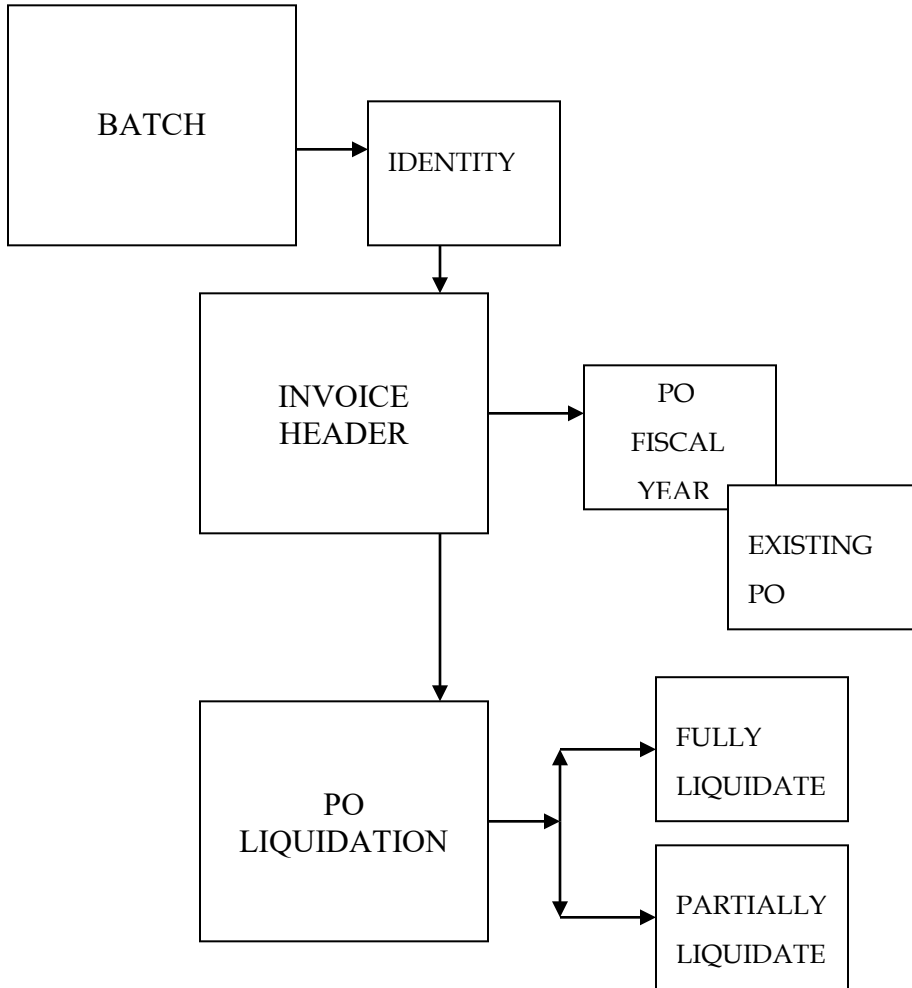 BATCH
IDENTITY
INVOICE
HEADER
PO
FISCAL
YEAR
EXISTING
PO
PO
LIQUIDATION
FULLY
LIQUIDATE
PARTIALLY
LIQUIDATE